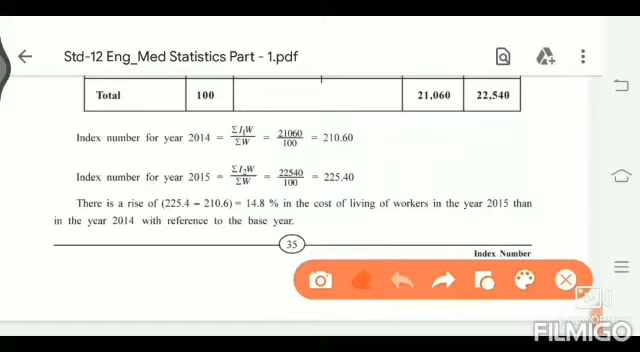 Std-12 Eng_Med Statistics Part - 1.pdf
Total 100 21,060 22,540
Index number for year 2014 = ΣI₁W / ΣW = 21060 / 100 = 210.60
Index number for year 2015 = ΣI₂W / ΣW = 22540 / 100 = 225.40
There is a rise of (225.4 – 210.6) = 14.8 % in the cost of living of workers in the year 2015 than
in the year 2014 with reference to the base year.
35
Index Number
FILMIGO